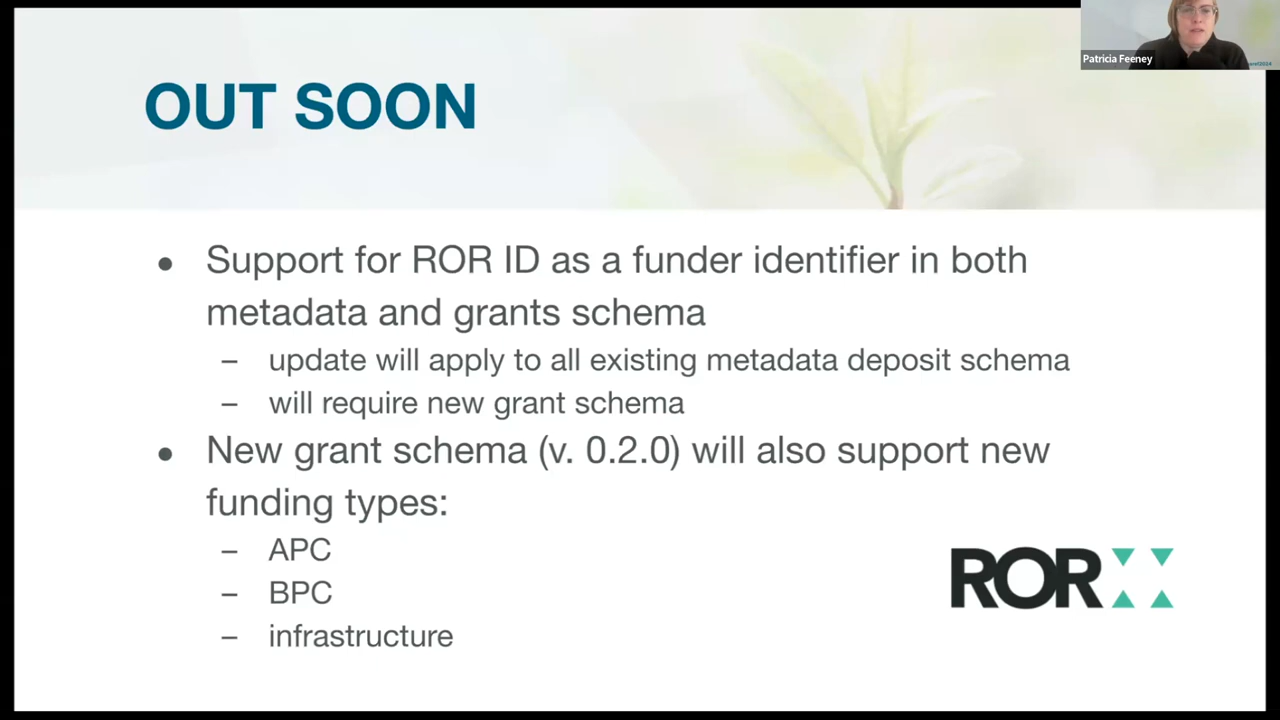 OUT SOON
Patricia Feeney
● Support for ROR ID as a funder identifier in both
metadata and grants schema
– update will apply to all existing metadata deposit schema
– will require new grant schema
● New grant schema (v. 0.2.0) will also support new
funding types:
– APC
– BPC
– infrastructure
ROR